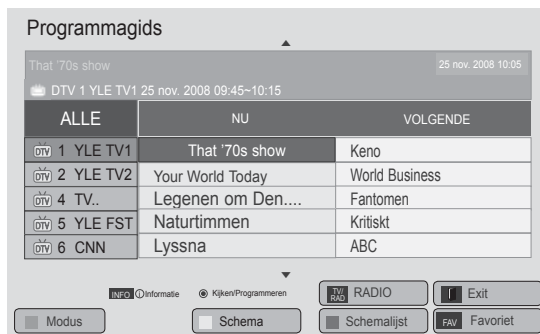 Programmagids
That '70s show 25 nov. 2008 10:05
DTV 1 YLE TV1 25 nov. 2008 09:45~10:15
ALLE NU VOLGENDE
DTV 1 YLE TV1 That '70s show Keno
DTV 2 YLE TV2 Your World Today World Business
DTV 4 TV.. Legenen om Den.... Fantomen
DTV 5 YLE FST Naturtimmen Kritiskt
DTV 6 CNN Lyssna ABC
INFO ⓘInformatie ◉ Kijken/Programmeren TV/RAD RADIO Exit
Modus Schema Schemalijst FAV Favoriet